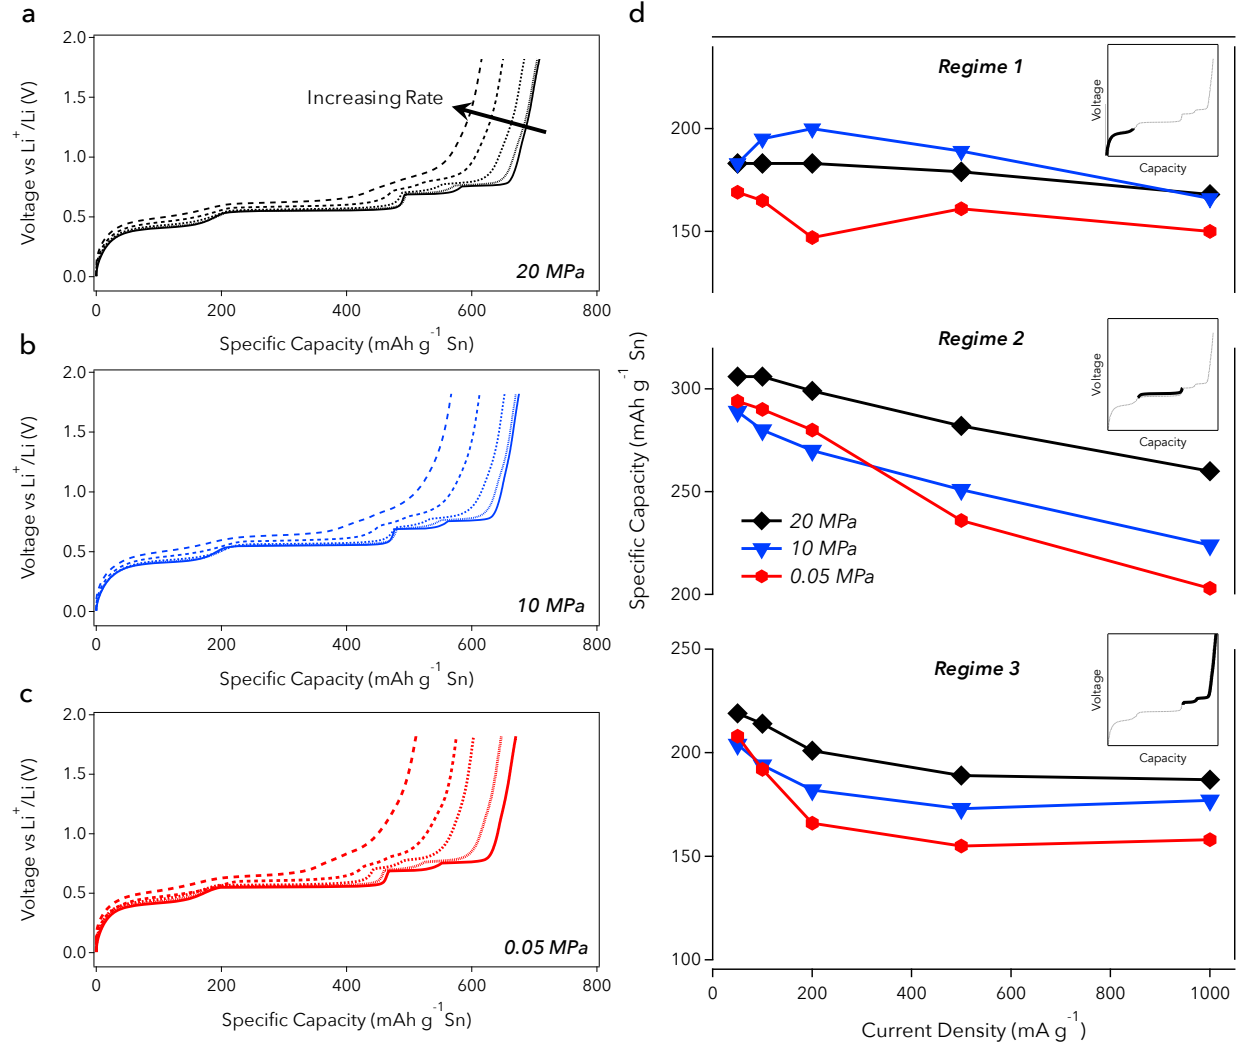 a
2.0
1.5
1.0
0.5
0.0
Voltage vs Li+/Li (V)
Increasing Rate
20 MPa
0
200
400
600
800
Specific Capacity (mAh g-1 Sn)
b
2.0
1.5
1.0
0.5
0.0
Voltage vs Li+/Li (V)
10 MPa
0
200
400
600
800
Specific Capacity (mAh g-1 Sn)
c
2.0
1.5
1.0
0.5
0.0
Voltage vs Li+/Li (V)
0.05 MPa
0
200
400
600
800
Specific Capacity (mAh g-1Sn)
d
Regime 1
Voltage
Capacity
200
150
Regime 2
Voltage
Capacity
300
250
200
Specific Capacity (mAh g-1 Sn)
20 MPa
10 MPa
0.05 MPa
Regime 3
Voltage
Capacity
250
200
150
100
0
200
400
600
800
1000
Current Density (mA g-1)